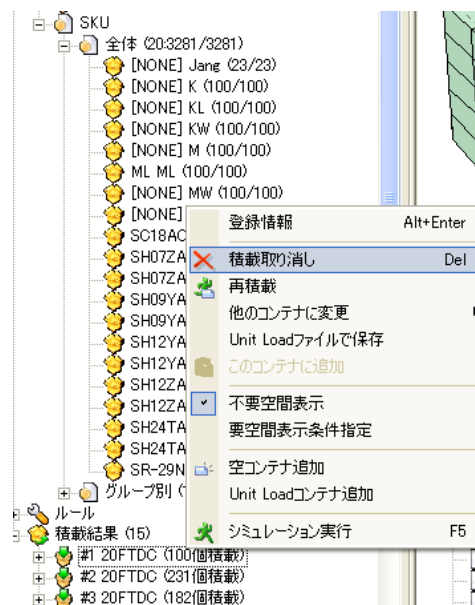 SKU
全体 (20:3281/3281)
[NONE] Jang (23/23)
[NONE] K (100/100)
[NONE] KL (100/100)
[NONE] KW (100/100)
[NONE] M (100/100)
ML ML (100/100)
[NONE] MW (100/100)
[NONE]
SC18AC
SH07ZA
SH07ZA
SH09YA
SH09YA
SH12YA
SH12YA
SH12ZA
SH12ZA
SH24TA
SH24TA
SR-29N
グループ別
ルール
積載結果 (15)
#1 20FTDC (100個積載)
#2 20FTDC (231個積載)
#3 20FTDC (182個積載)
登録情報 Alt+Enter
積載取り消し Del
再積載
他のコンテナに変更
Unit Loadファイルで保存
このコンテナに追加
不要空間表示
要空間表示条件指定
空コンテナ追加
Unit Loadコンテナ追加
シミュレーション実行 F5